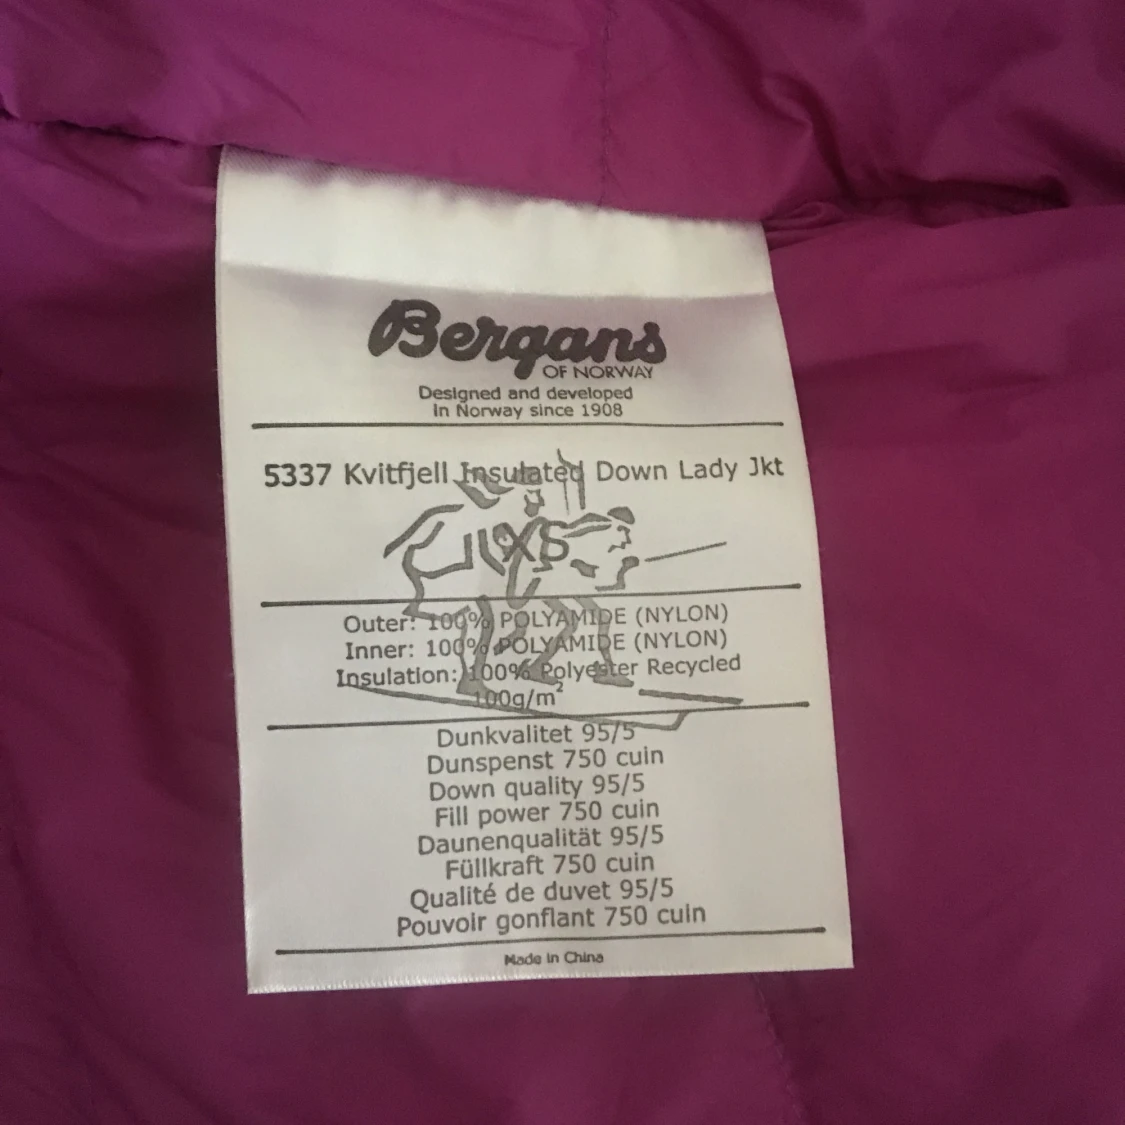 Bergans
OF NORWAY
Designed and developed
in Norway since 1908
5337 Kvitfjell Insulated Down Lady Jkt
XS
Outer: 100% POLYAMIDE (NYLON)
Inner: 100% POLYAMIDE (NYLON)
Insulation: 100% Polyester Recycled
100g/m²
Dunkvalitet 95/5
Dunspenst 750 cuin
Down quality 95/5
Fill power 750 cuin
Daunenqualität 95/5
Füllkraft 750 cuin
Qualité de duvet 95/5
Pouvoir gonflant 750 cuin
Made in China